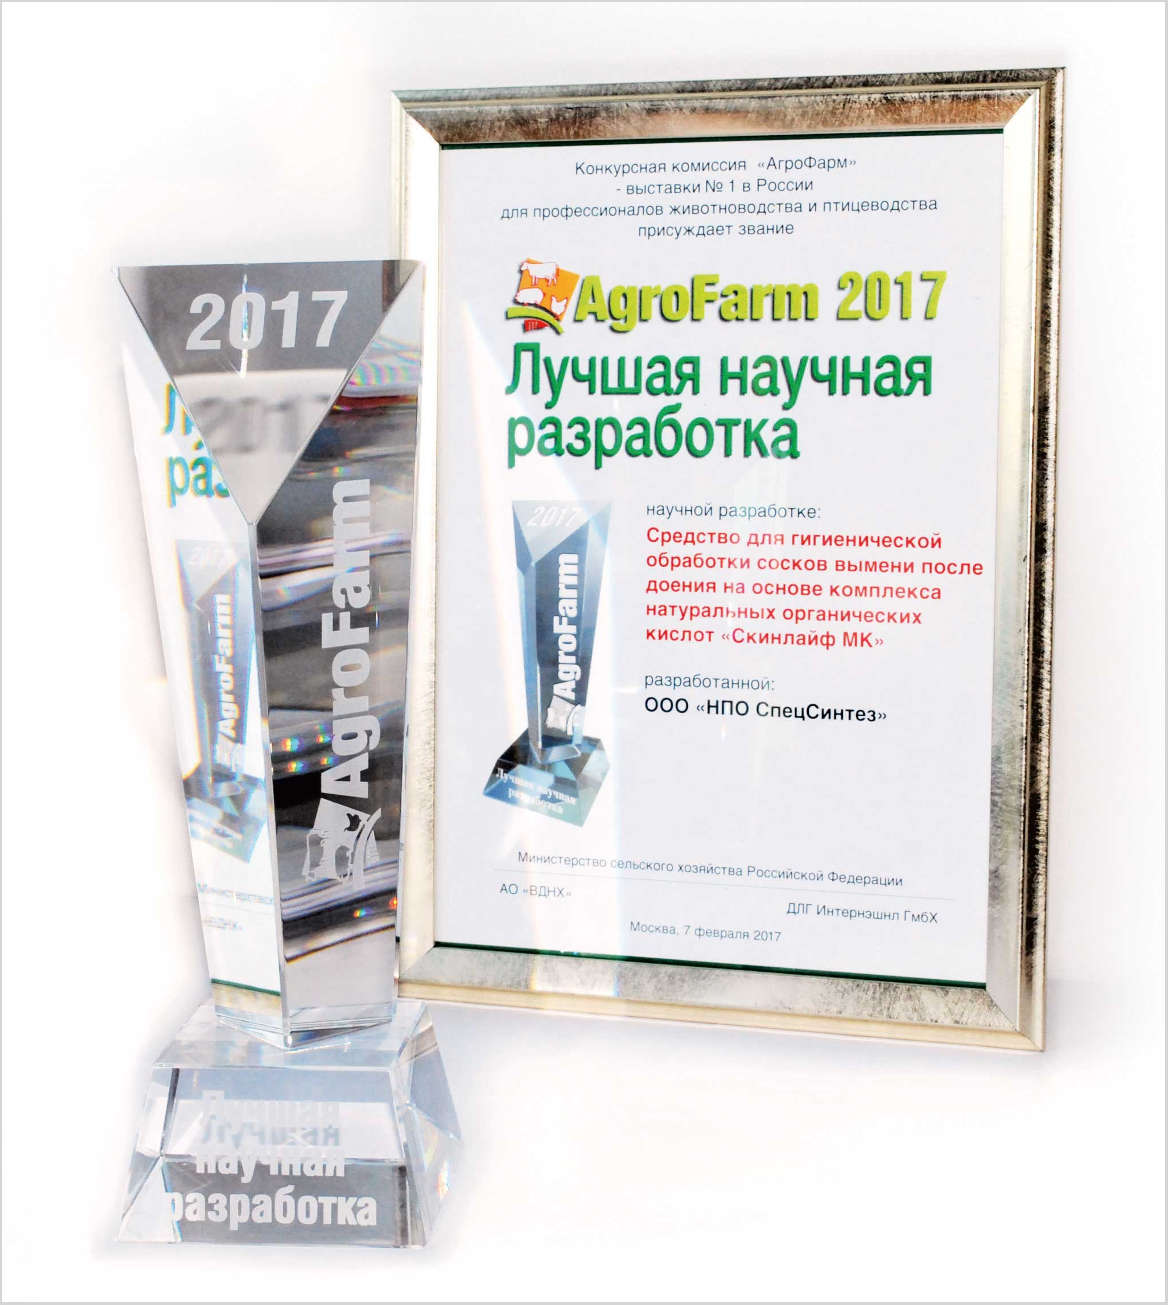 Конкурсная комиссия «АгроФарм»
- выставки № 1 в России
для профессионалов животноводства и птицеводства
присуждает звание
AgroFarm 2017
Лучшая научная
разработка
научной разработке:
Средство для гигиенической
обработки сосков вымени после
доения на основе комплекса
натуральных органических
кислот «Скинлайф МК»
разработанной:
ООО «НПО СпецСинтез»
2017
AgroFarm
Лучшая научная
разработка
Министерство сельского хозяйства Российской Федерации
АО «ВДНХ»
ДЛГ Интернэшнл ГмбХ
Москва, 7 февраля 2017
2017
AgroFarm
Лучшая
научная
разработка